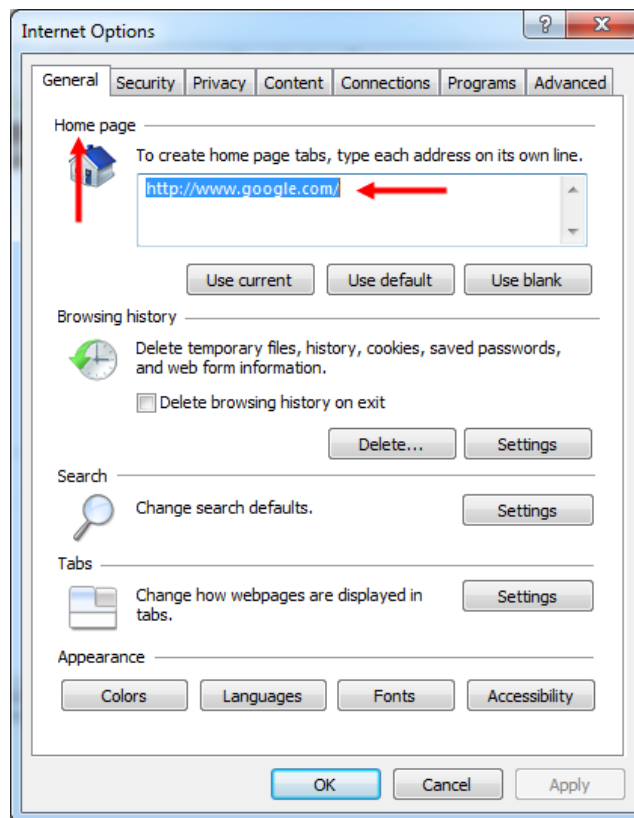 Internet Options
General Security Privacy Content Connections Programs Advanced
Home page
To create home page tabs, type each address on its own line.
http://www.google.com/
Use current Use default Use blank
Browsing history
Delete temporary files, history, cookies, saved passwords,
and web form information.
Delete browsing history on exit
Delete... Settings
Search
Change search defaults.
Settings
Tabs
Change how webpages are displayed in
tabs.
Settings
Appearance
Colors Languages Fonts Accessibility
OK Cancel Apply